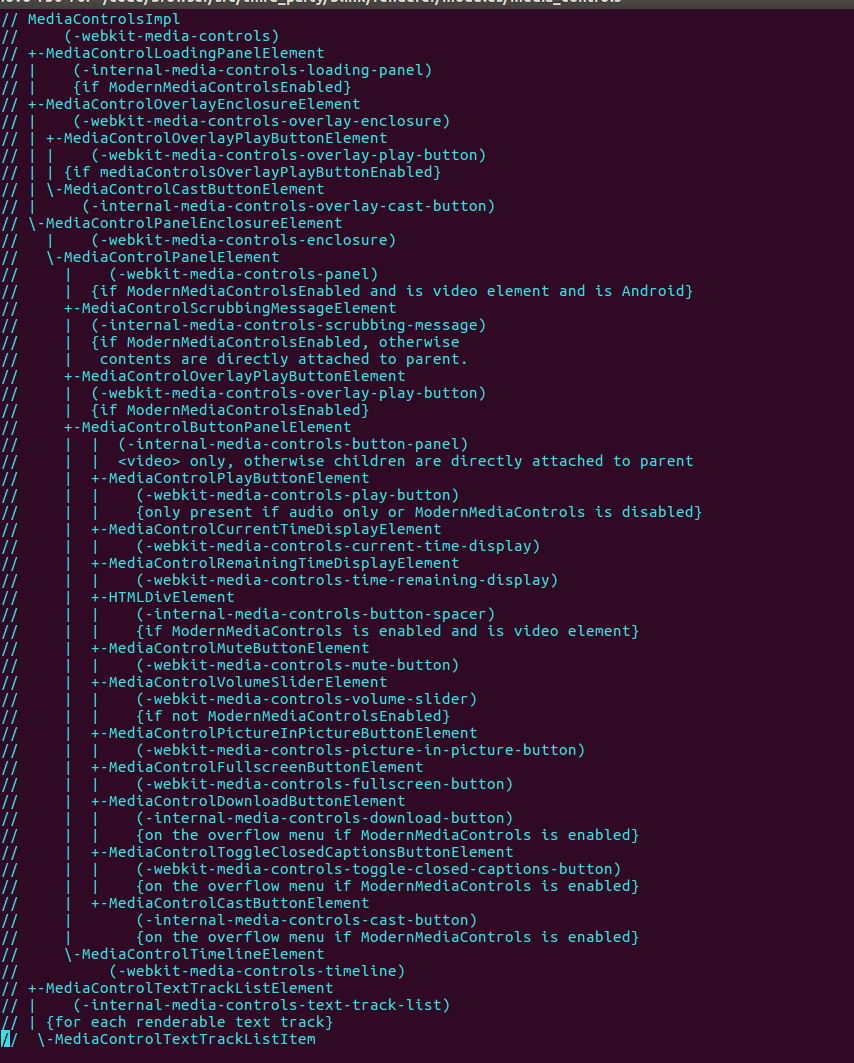 // MediaControlsImpl
//     (-webkit-media-controls)
// +-MediaControlLoadingPanelElement
// |    (-internal-media-controls-loading-panel)
// |    {if ModernMediaControlsEnabled}
// +-MediaControlOverlayEnclosureElement
// |    (-webkit-media-controls-overlay-enclosure)
// | +-MediaControlOverlayPlayButtonElement
// | |    (-webkit-media-controls-overlay-play-button)
// | | {if mediaControlsOverlayPlayButtonEnabled}
// | \-MediaControlCastButtonElement
// |     (-internal-media-controls-overlay-cast-button)
// \-MediaControlPanelEnclosureElement
//   |    (-webkit-media-controls-enclosure)
//   \-MediaControlPanelElement
//     |    (-webkit-media-controls-panel)
//     |  {if ModernMediaControlsEnabled and is video element and is Android}
//     +-MediaControlScrubbingMessageElement
//     |  (-internal-media-controls-scrubbing-message)
//     |  {if ModernMediaControlsEnabled, otherwise
//     |   contents are directly attached to parent.
//     +-MediaControlOverlayPlayButtonElement
//     |  (-webkit-media-controls-overlay-play-button)
//     |  {if ModernMediaControlsEnabled}
//     +-MediaControlButtonPanelElement
//     |  |  (-internal-media-controls-button-panel)
//     |  |  <video> only, otherwise children are directly attached to parent
//     |  +-MediaControlPlayButtonElement
//     |  |    (-webkit-media-controls-play-button)
//     |  |    {only present if audio only or ModernMediaControls is disabled}
//     |  +-MediaControlCurrentTimeDisplayElement
//     |  |    (-webkit-media-controls-current-time-display)
//     |  +-MediaControlRemainingTimeDisplayElement
//     |  |    (-webkit-media-controls-time-remaining-display)
//     |  +-HTMLDivElement
//     |  |    (-internal-media-controls-button-spacer)
//     |  |    {if ModernMediaControls is enabled and is video element}
//     |  +-MediaControlMuteButtonElement
//     |  |    (-webkit-media-controls-mute-button)
//     |  +-MediaControlVolumeSliderElement
//     |  |    (-webkit-media-controls-volume-slider)
//     |  |    {if not ModernMediaControlsEnabled}
//     |  +-MediaControlPictureInPictureButtonElement
//     |  |    (-webkit-media-controls-picture-in-picture-button)
//     |  +-MediaControlFullscreenButtonElement
//     |  |    (-webkit-media-controls-fullscreen-button)
//     |  +-MediaControlDownloadButtonElement
//     |  |    (-internal-media-controls-download-button)
//     |  |    {on the overflow menu if ModernMediaControls is enabled}
//     |  +-MediaControlToggleClosedCaptionsButtonElement
//     |  |    (-webkit-media-controls-toggle-closed-captions-button)
//     |  |    {on the overflow menu if ModernMediaControls is enabled}
//     |  +-MediaControlCastButtonElement
//     |       (-internal-media-controls-cast-button)
//     |       {on the overflow menu if ModernMediaControls is enabled}
//     \-MediaControlTimelineElement
//          (-webkit-media-controls-timeline)
// +-MediaControlTextTrackListElement
// |    (-internal-media-controls-text-track-list)
// | {for each renderable text track}
//  \-MediaControlTextTrackListItem